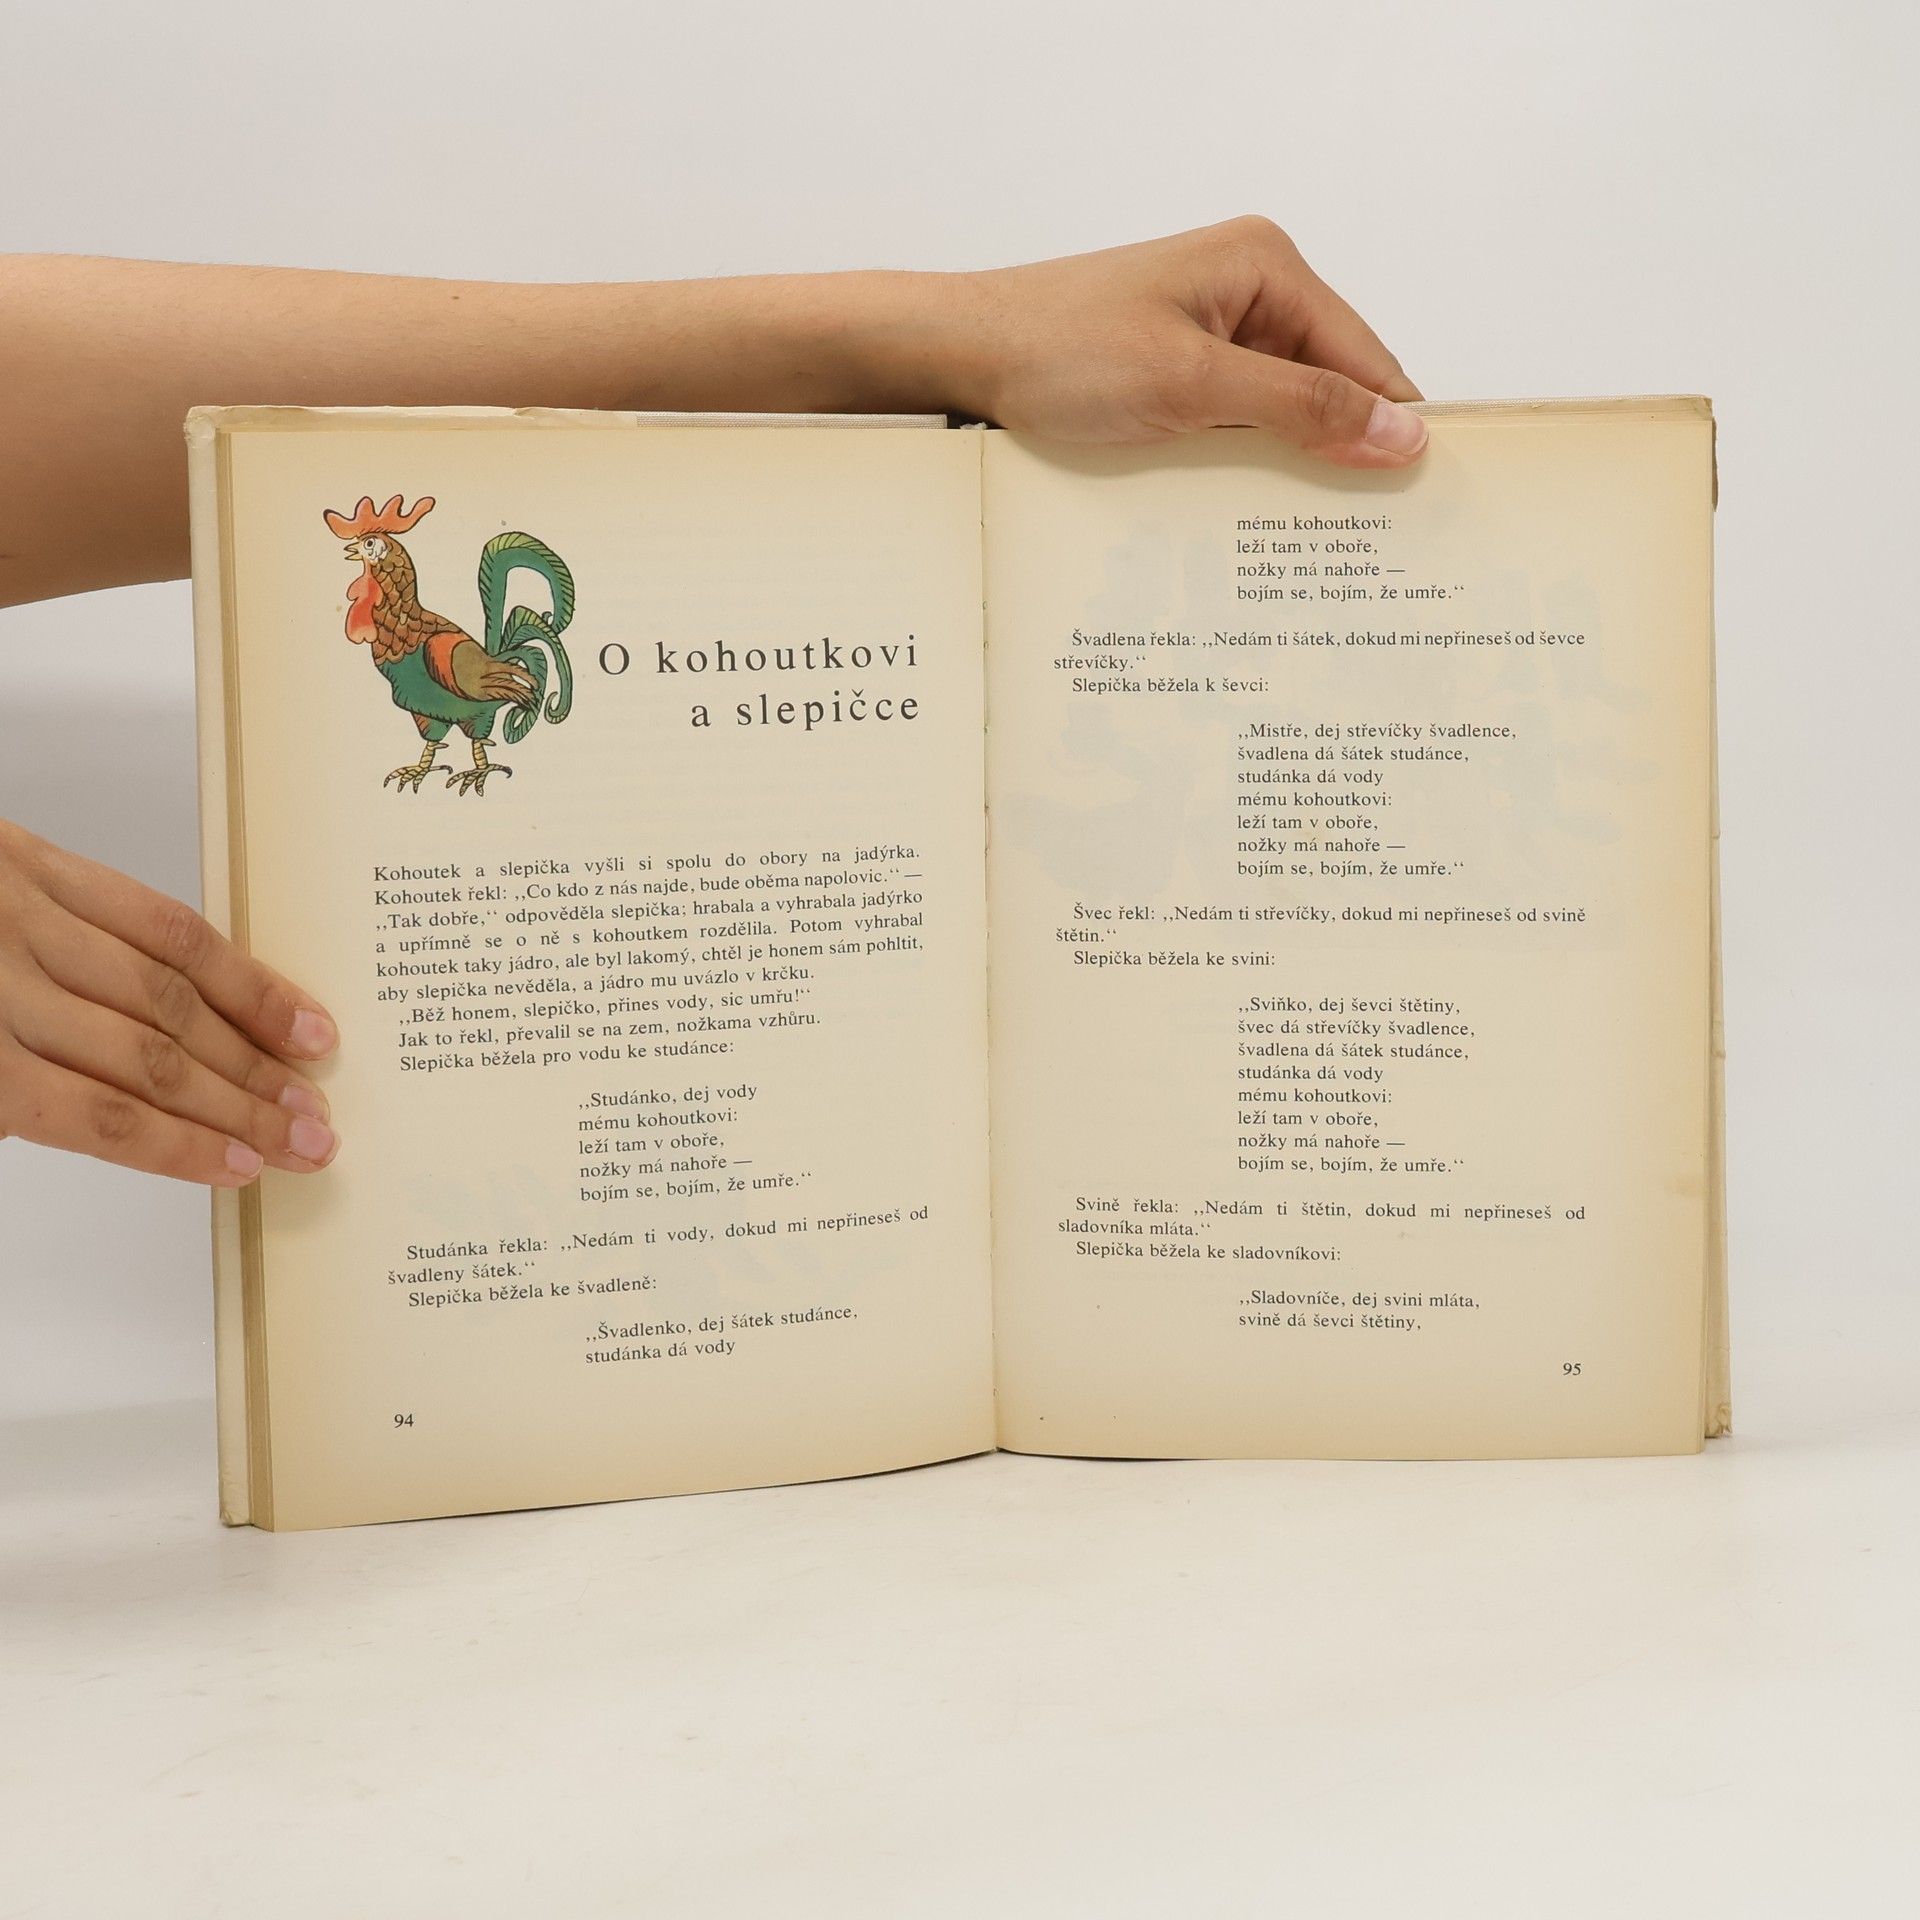 O kohoutkovi
a slepičce
Kohoutek a slepička vyšli si spolu do obory na jadýrka.
Kohoutek řekl: ,,Co kdo z nás najde, bude oběma napolovic.“ —
,,Tak dobře,“ odpověděla slepička; hrabala a vyhrabala jadýrko
a upřímně se o ně s kohoutkem rozdělila. Potom vyhrabal
kohoutek taky jádro, ale byl lakomý, chtěl je honem sám pohltit,
aby slepička nevěděla, a jádro mu uvázlo v krčku.
,,Běž honem, slepičko, přines vody, sic umřu!“
Jak to řekl, převalil se na zem, nožkama vzhůru.
Slepička běžela pro vodu ke studánce:
,,Studánko, dej vody
mému kohoutkovi:
leží tam v oboře,
nožky má nahoře —
bojím se, bojím, že umře.“
Studánka řekla: ,,Nedám ti vody, dokud mi nepřineseš od
švadleny šátek.“
Slepička běžela ke švadleně:
,,Švadlenko, dej šátek studánce,
studánka dá vody
94
mému kohoutkovi:
leží tam v oboře,
nožky má nahoře —
bojím se, bojím, že umře.“
Švadlena řekla: ,,Nedám ti šátek, dokud mi nepřineseš od ševce
střevíčky.“
Slepička běžela k ševci:
,,Mistře, dej střevíčky švadlence,
švadlena dá šátek studánce,
studánka dá vody
mému kohoutkovi:
leží tam v oboře,
nožky má nahoře —
bojím se, bojím, že umře.“
Švec řekl: ,,Nedám ti střevíčky, dokud mi nepřineseš od svině
štětin.“
Slepička běžela ke svini:
,,Sviňko, dej ševci štětiny,
švec dá střevíčky švadlence,
švadlena dá šátek studánce,
studánka dá vody
mému kohoutkovi:
leží tam v oboře,
nožky má nahoře —
bojím se, bojím, že umře.“
Svině řekla: ,,Nedám ti štětin, dokud mi nepřineseš od
sladovníka mláta.“
Slepička běžela ke sladovníkovi:
,,Sladovníče, dej svini mláta,
svině dá ševci štětiny,
95